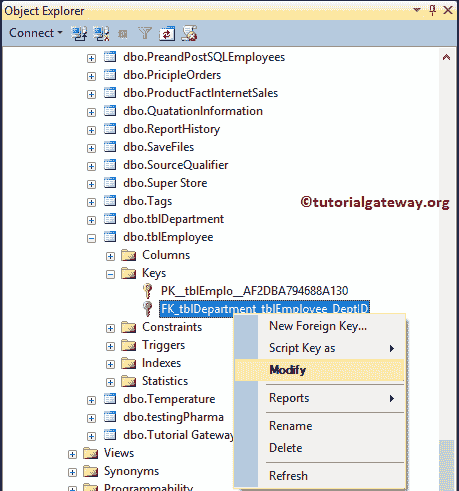 Object Explorer
Connect
dbo.PreandPostSQLEmployees
dbo.PricipleOrders
dbo.ProductFactInternetSales
dbo.QuatationInformation
dbo.ReportHistory
dbo.SaveFiles
dbo.SourceQualifier
dbo.Super Store
dbo.Tags
©tutorialgateway.org
dbo.tblDepartment
dbo.tblEmployee
Columns
Keys
PK__tblEmplo__AF2DBA794688A130
FK_tblDepartment_tblEmployee_DeptID
Constraints
Triggers
Indexes
Statistics
dbo.Temperature
dbo.testingPharma
dbo.Tutorial Gateway
Views
Synonyms
Programmability
New Foreign Key...
Script Key as
Modify
Reports
Rename
Delete
Refresh